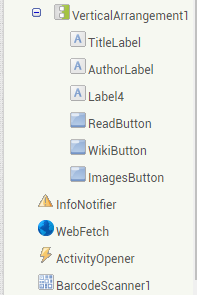 VerticalArrangement1
A TitleLabel
A AuthorLabel
A Label4
ReadButton
WikiButton
ImagesButton
InfoNotifier
WebFetch
ActivityOpener
BarcodeScanner1